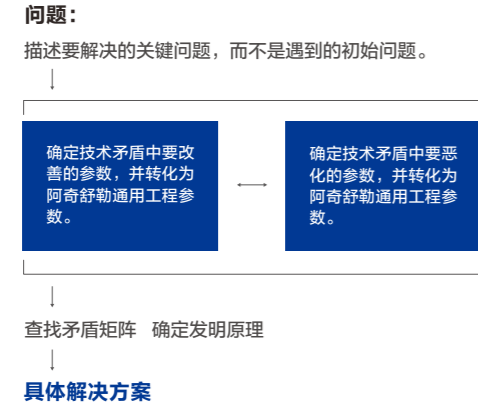 问题：
描述要解决的关键问题，而不是遇到的初始问题。
确定技术矛盾中要改
善的参数，并转化为
阿奇舒勒通用工程参
数。
确定技术矛盾中要恶
化的参数，并转化为
阿奇舒勒通用工程参
数。
查找矛盾矩阵 确定发明原理
具体解决方案